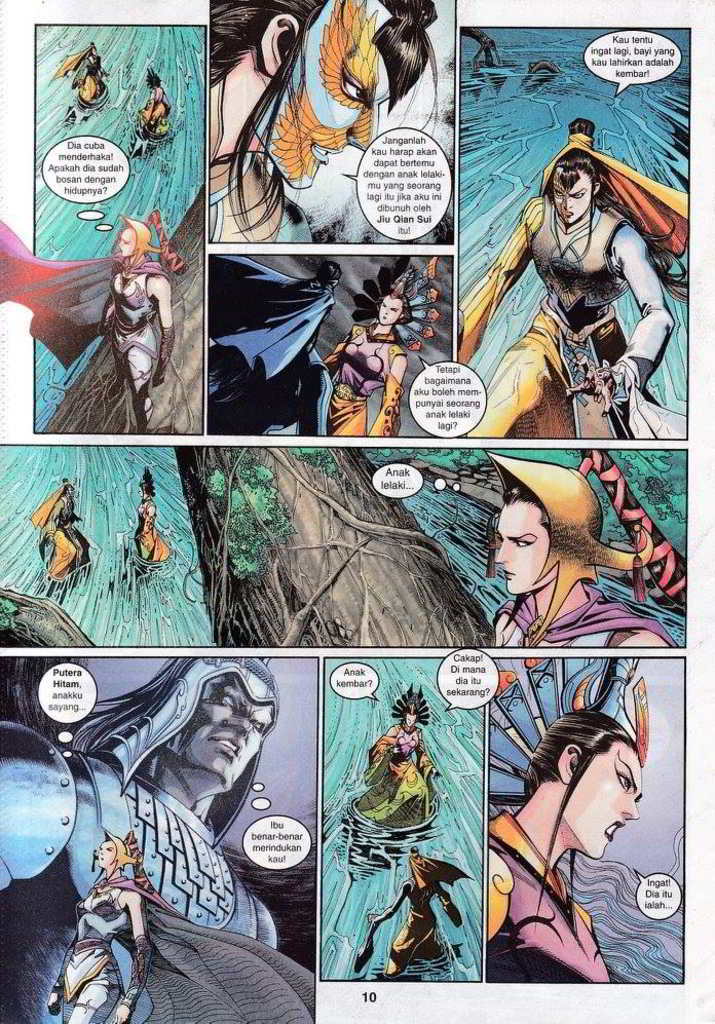 Dia cuba
menderhaka!
Apakah dia sudah
bosan dengan
hidupnya?
Janganlah
kau harap akan
dapat bertemu
dengan anak lelaki-
mu yang seorang
lagi itu jika aku ini
dibunuh oleh
Jiu Qian Sui
itu!
Kau tentu
ingat lagi, bayi yang
kau lahirkan adalah
kembar!
Tetapi
bagaimana
aku boleh mem-
punyai seorang
anak lelaki
lagi?
Anak
lelaki...
Putera
Hitam,
anakku
sayang...
Ibu
benar-benar
merindukan
kau!
Anak
kembar?
Cakap!
Di mana
dia itu
sekarang?
Ingat!
Dia itu
ialah...
10